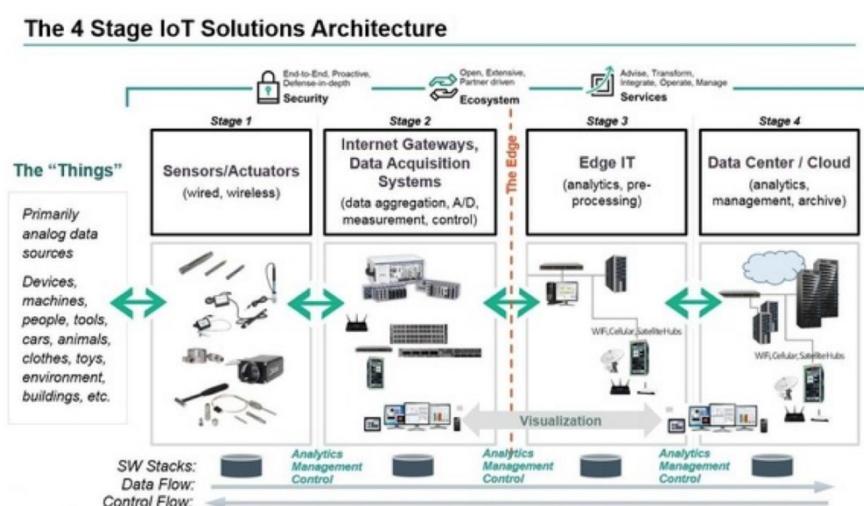 The 4 Stage IoT Solutions Architecture
End-to-End, Proactive,
Defense-in-depth
Security
Open, Extensive,
Partner driven
Ecosystem
Advise, Transform,
Integrate, Operate, Manage
Services
Stage 1
Stage 2
Stage 3
Stage 4
The "Things"
Primarily
analog data
sources
Devices,
machines,
people, tools,
cars, animals,
clothes, toys,
environment,
buildings, etc.
Sensors/Actuators
(wired, wireless)
Internet Gateways,
Data Acquisition
Systems
(data aggregation, A/D,
measurement, control)
The Edge
Edge IT
(analytics, pre-
processing)
Data Center / Cloud
(analytics,
management, archive)
WiFi, Cellular, Satellite Hubs
WiFi, Cellular, Satellite Hubs
Visualization
SW Stacks:
Analytics
Management
Control
Analytics
Management
Control
Analytics
Management
Control
Data Flow:
Control Flow: